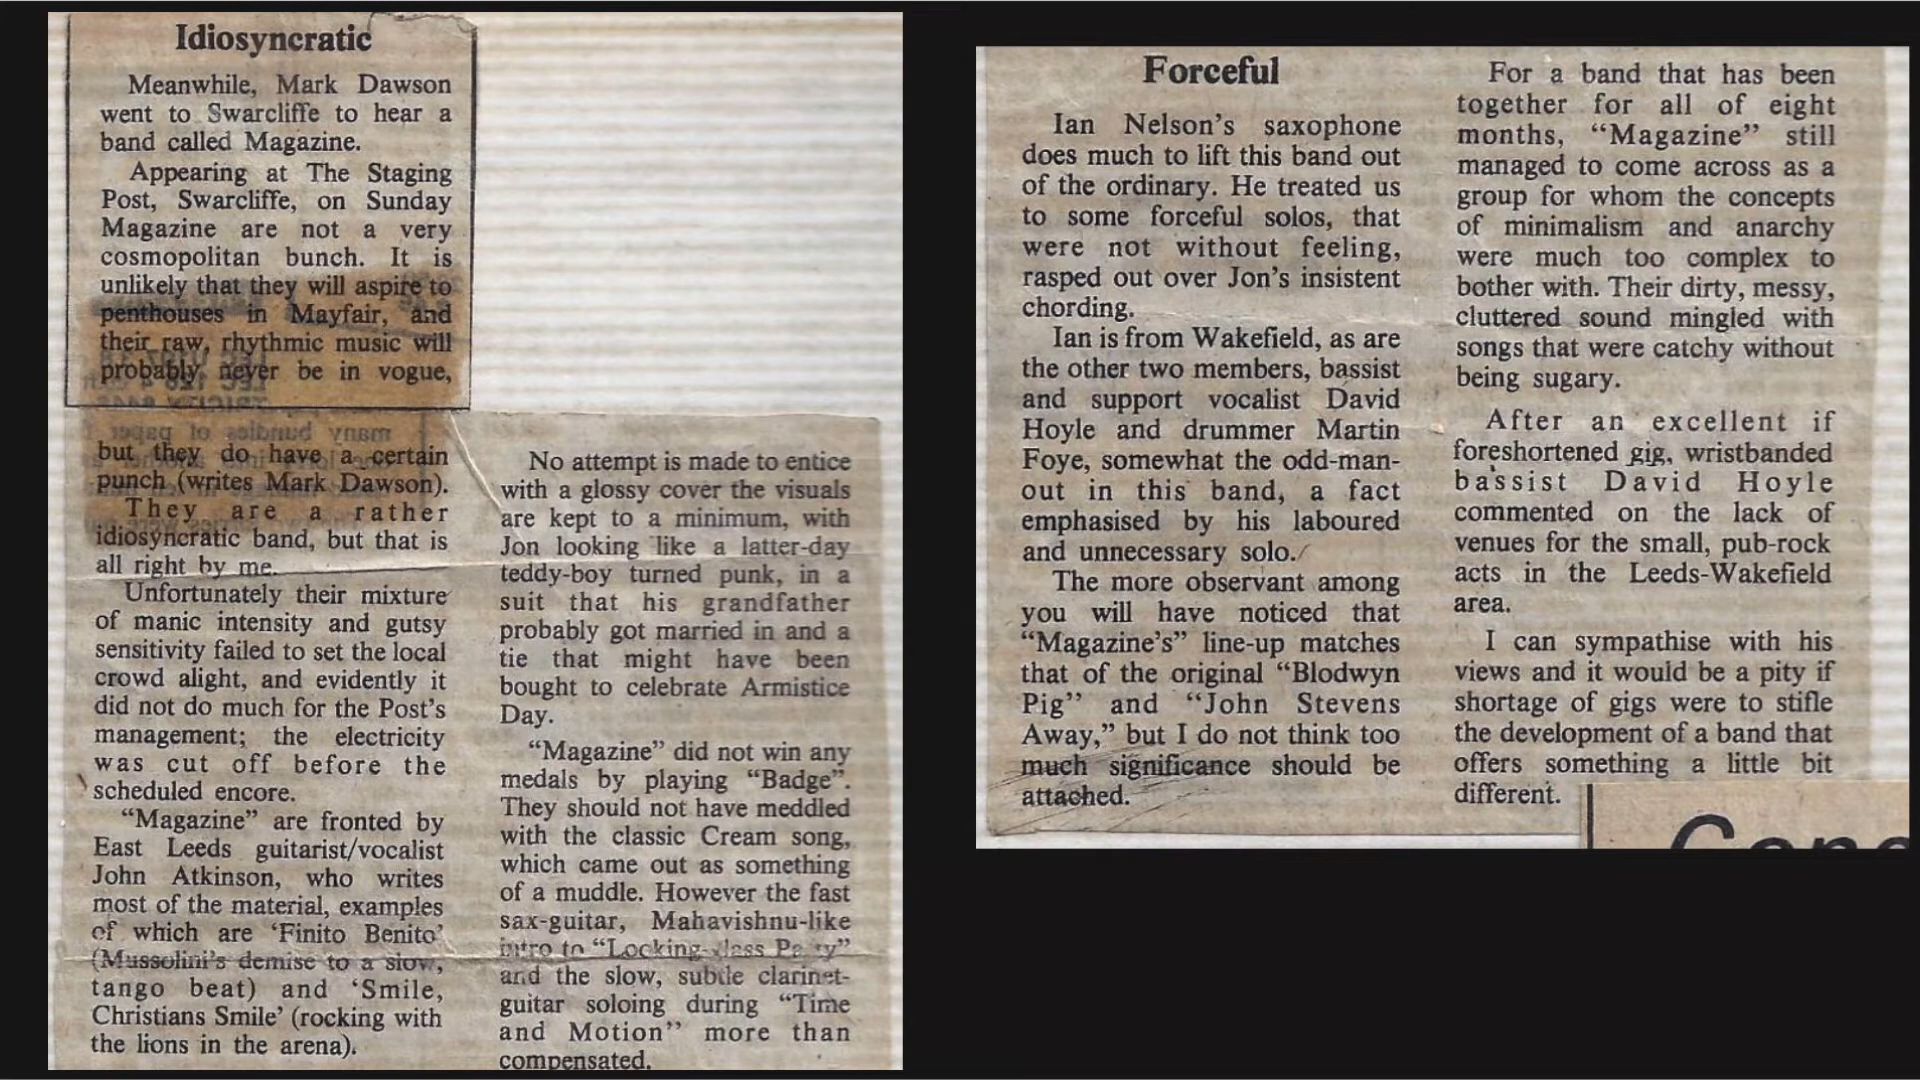 Idiosyncratic
Meanwhile, Mark Dawson
went to Swarcliffe to hear a
band called Magazine.
Appearing at The Staging
Post, Swarcliffe, on Sunday
Magazine are not a very
cosmopolitan bunch. It is
unlikely that they will aspire to
penthouses in Mayfair, and
their raw, rhythmic music will
probably never be in vogue,
but they do have a certain
punch (writes Mark Dawson).
They are a rather
idiosyncratic band, but that is
all right by me.
Unfortunately their mixture
of manic intensity and gutsy
sensitivity failed to set the local
crowd alight, and evidently it
did not do much for the Post's
management; the electricity
was cut off before the
scheduled encore.
"Magazine" are fronted by
East Leeds guitarist/vocalist
John Atkinson, who writes
most of the material, examples
of which are 'Finito Benito'
(Mussolini's demise to a slow,
tango beat) and 'Smile,
Christians Smile' (rocking with
the lions in the arena).
No attempt is made to entice
with a glossy cover the visuals
are kept to a minimum, with
Jon looking like a latter-day
teddy-boy turned punk, in a
suit that his grandfather
probably got married in and a
tie that might have been
bought to celebrate Armistice
Day.
"Magazine" did not win any
medals by playing "Badge".
They should not have meddled
with the classic Cream song,
which came out as something
of a muddle. However the fast
sax-guitar, Mahavishnu-like
intro to
and the slow, subtle clarinet-
guitar soloing during "Time
and Motion" more than
compensated.
Forceful
Ian Nelson's saxophone
does much to lift this band out
of the ordinary. He treated us
to some forceful solos, that
were not without feeling,
rasped out over Jon's insistent
chording.
Ian is from Wakefield, as are
the other two members, bassist
and support vocalist David
Hoyle and drummer Martin
Foye, somewhat the odd-man-
out in this band, a fact
emphasised by his laboured
and unnecessary solo.
The more observant among
you will have noticed that
"Magazine's" line-up matches
that of the original "Blodwyn
Pig" and "John Stevens
Away," but I do not think too
much significance should be
attached.
For a band that has been
together for all of eight
months, "Magazine" still
managed to come across as a
group for whom the concepts
of minimalism and anarchy
were much too complex to
bother with. Their dirty, messy,
cluttered sound mingled with
songs that were catchy without
being sugary.
After an excellent if
foreshortened gig, wristbanded
bassist David Hoyle
commented on the lack of
venues for the small, pub-rock
acts in the Leeds-Wakefield
area.
I can sympathise with his
views and it would be a pity if
shortage of gigs were to stifle
the development of a band that
offers something a little bit
different.